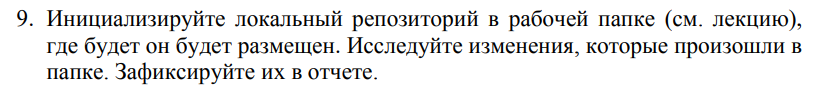 9. Инициализируйте локальный репозиторий в рабочей папке (см. лекцию),
где будет он будет размещен. Исследуйте изменения, которые произошли в
папке. Зафиксируйте их в отчете.